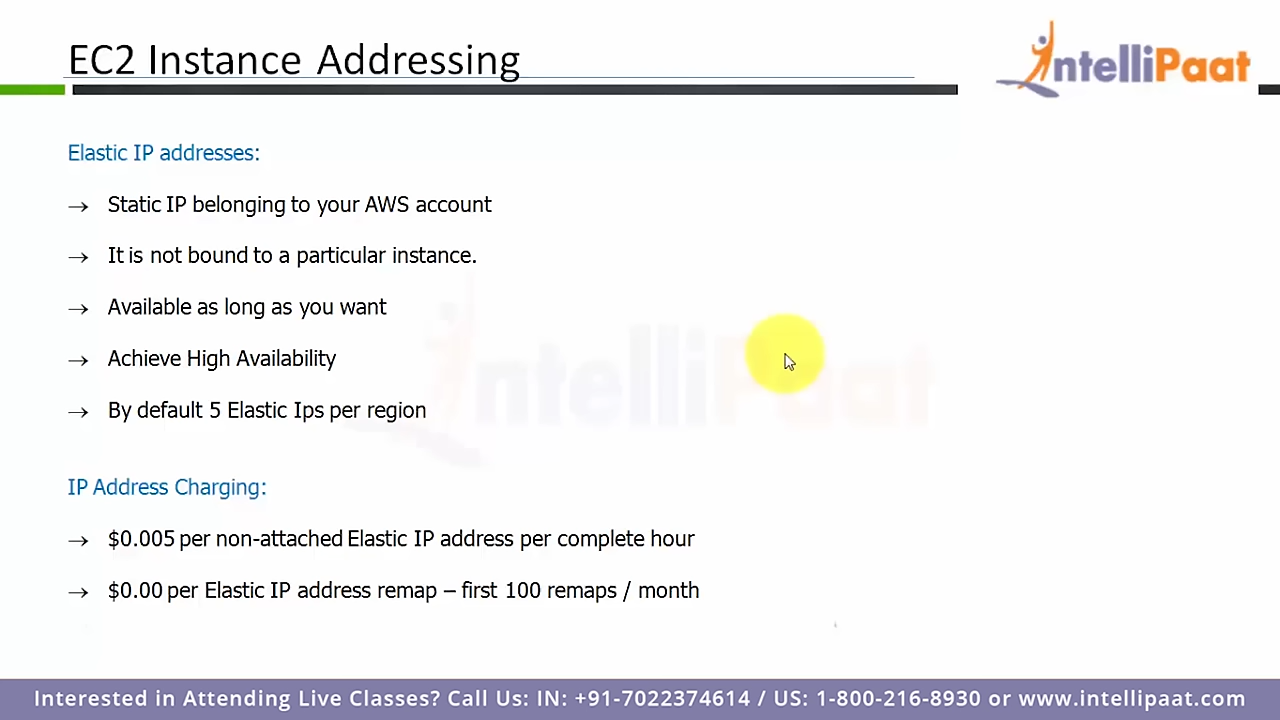 EC2 Instance Addressing
IntelliPaat
Elastic IP addresses:
→ Static IP belonging to your AWS account
→ It is not bound to a particular instance.
→ Available as long as you want
→ Achieve High Availability
→ By default 5 Elastic Ips per region
IntelliPaat
IP Address Charging:
→ $0.005 per non-attached Elastic IP address per complete hour
→ $0.00 per Elastic IP address remap – first 100 remaps / month
Interested in Attending Live Classes? Call Us: IN: +91-7022374614 / US: 1-800-216-8930 or www.intellipaat.com